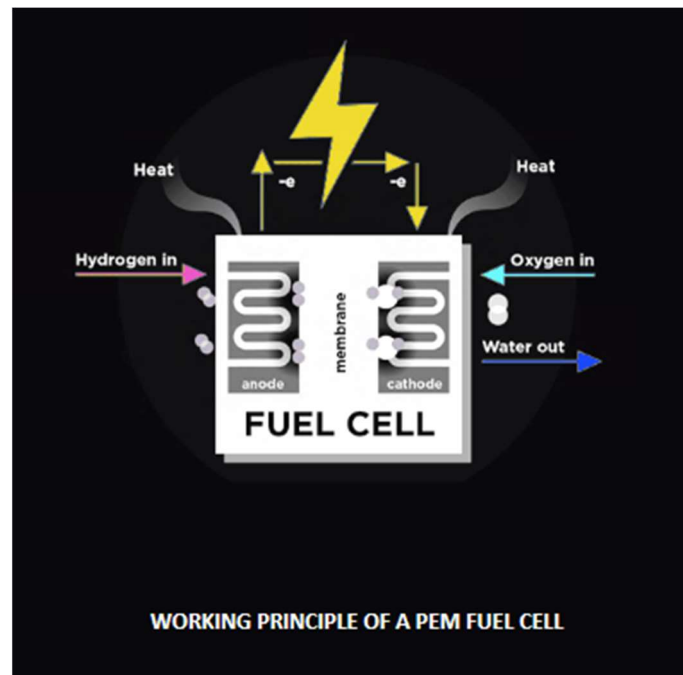 Heat
-e
-e
Heat
Hydrogen in
Oxygen in
membrane
Water out
anode
cathode
FUEL CELL
WORKING PRINCIPLE OF A PEM FUEL CELL